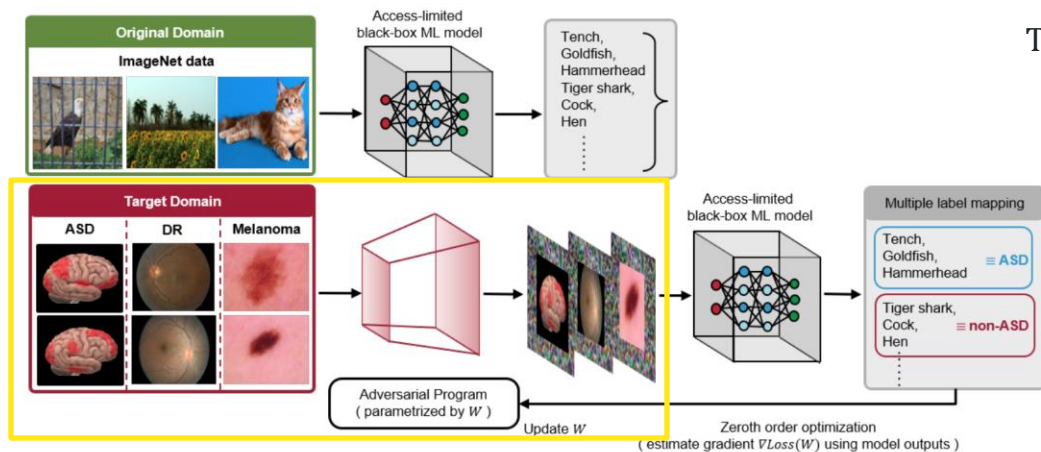 Original Domain
ImageNet data
Access-limited
black-box ML model
Tench,
Goldfish,
Hammerhead
Tiger shark,
Cock,
Hen
T
Target Domain
ASD
DR
Melanoma
Adversarial Program
( parametrized by W )
Update W
Access-limited
black-box ML model
Multiple label mapping
Tench,
Goldfish,
Hammerhead
≡ ASD
Tiger shark,
Cock,
Hen
≡ non-ASD
Zeroth order optimization
( estimate gradient ∇Loss(W) using model outputs )